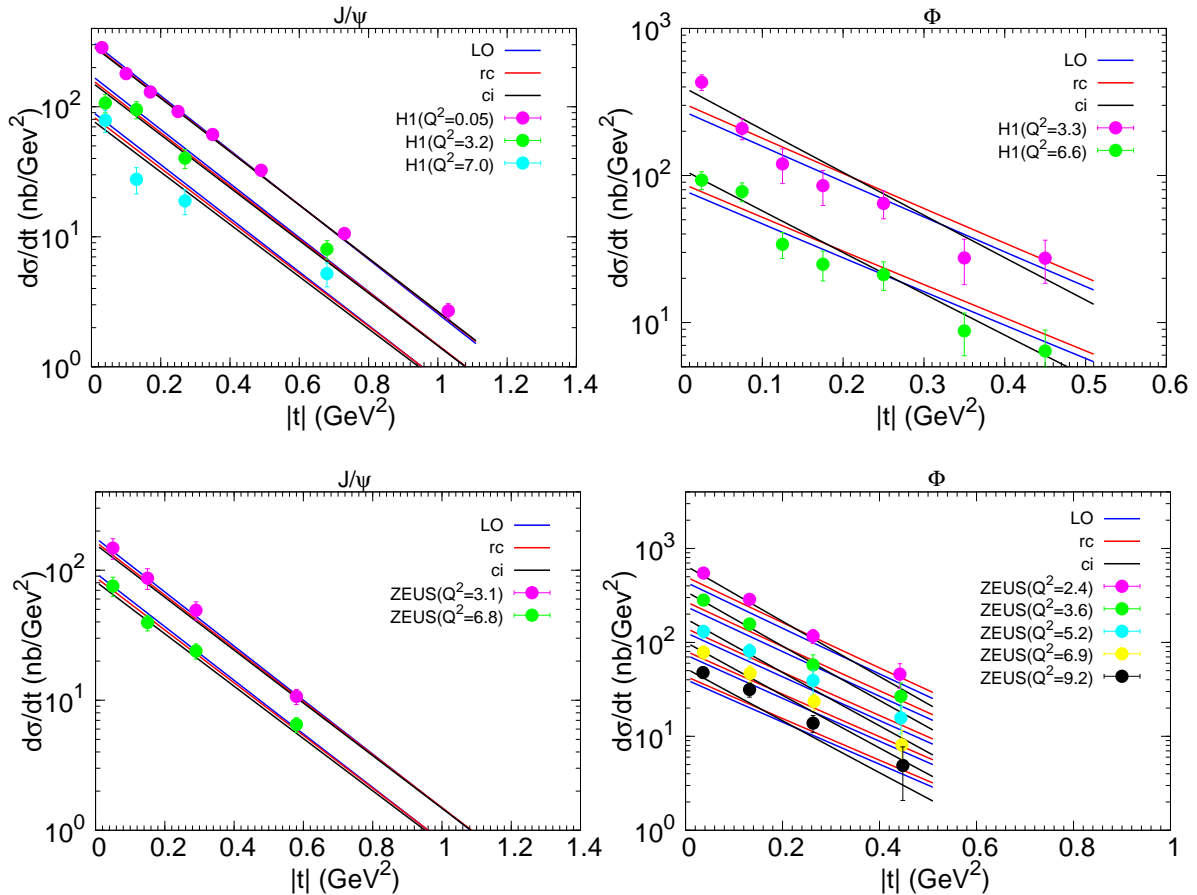 J/ψ
dσ/dt (nb/Gev²)
10²
10¹
10⁰
0 0.2 0.4 0.6 0.8 1 1.2 1.4
|t| (GeV²)
LO
rc
ci
H1(Q²=0.05)
H1(Q²=3.2)
H1(Q²=7.0)
Φ
dσ/dt (nb/Gev²)
10³
10²
10¹
0 0.1 0.2 0.3 0.4 0.5 0.6
|t| (GeV²)
LO
rc
ci
H1(Q²=3.3)
H1(Q²=6.6)
J/ψ
dσ/dt (nb/Gev²)
10²
10¹
10⁰
0 0.2 0.4 0.6 0.8 1 1.2 1.4
|t| (GeV²)
LO
rc
ci
ZEUS(Q²=3.1)
ZEUS(Q²=6.8)
Φ
dσ/dt (nb/Gev²)
10³
10²
10¹
10⁰
0 0.2 0.4 0.6 0.8 1
|t| (GeV²)
LO
rc
ci
ZEUS(Q²=2.4)
ZEUS(Q²=3.6)
ZEUS(Q²=5.2)
ZEUS(Q²=6.9)
ZEUS(Q²=9.2)